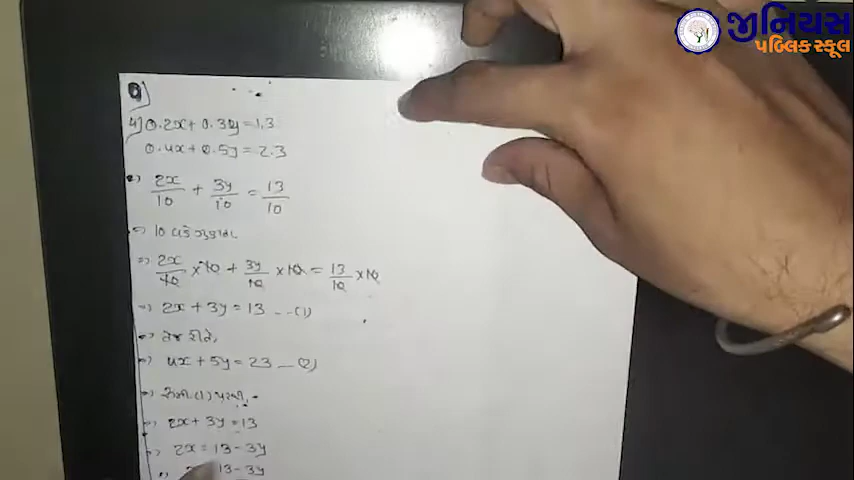 જીનિયસ
પબ્લિક સ્કૂલ
4) 0.2x + 0.3y = 1.3
0.4x + 0.5y = 2.3
=) 2x/10 + 3y/10 = 13/10
=) 10 વડે ગુણતા
=) 2x/10 × 10 + 3y/10 × 10 = 13/10 × 10
=) 2x + 3y = 13 --- (1)
=) તેજ રીતે,
=) 4x + 5y = 23 — (2)
=) (1) પરથી,
=) 2x + 3y = 13
=) 2x = 13 - 3y
13 - 3y